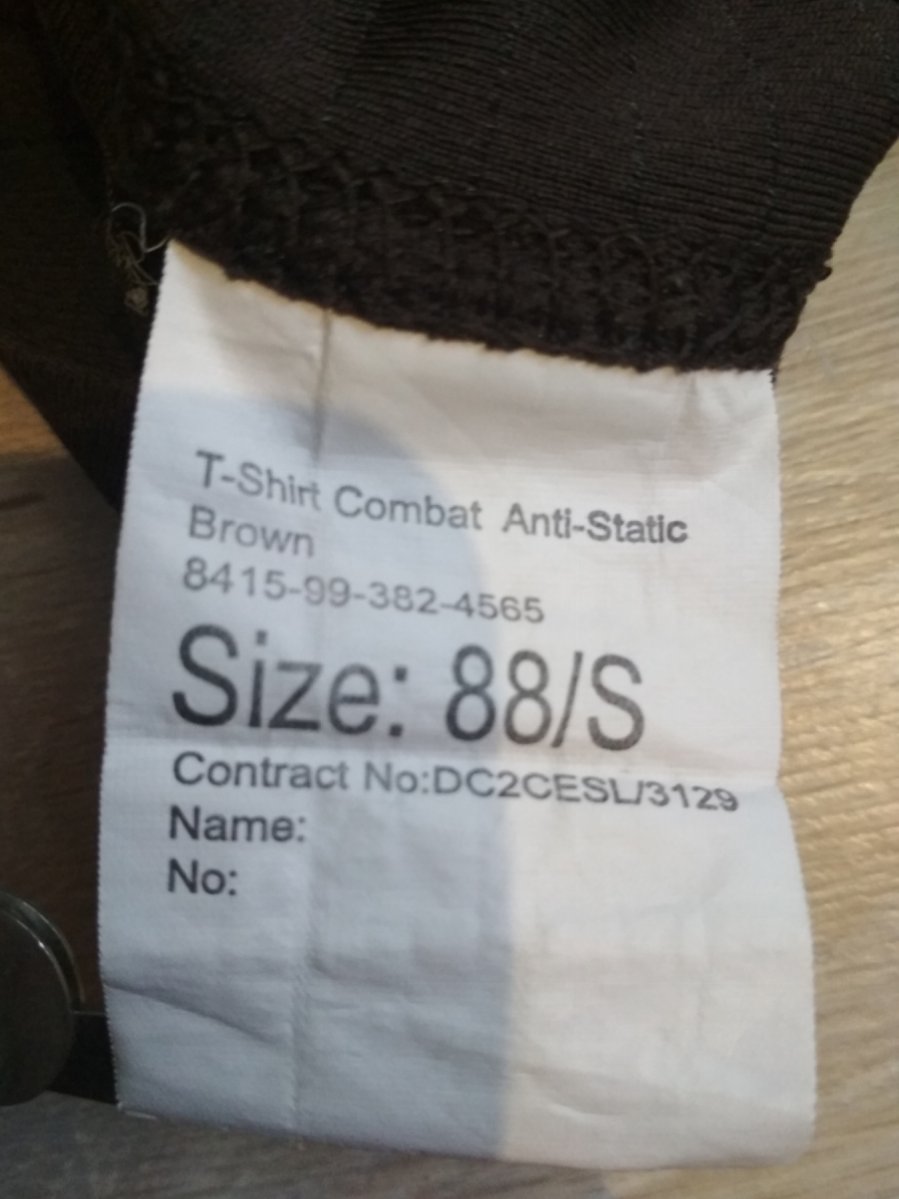 T-Shirt Combat Anti-Static
Brown
8415-99-382-4565
Size: 88/S
Contract No:DC2CESL/3129
Name:
No: